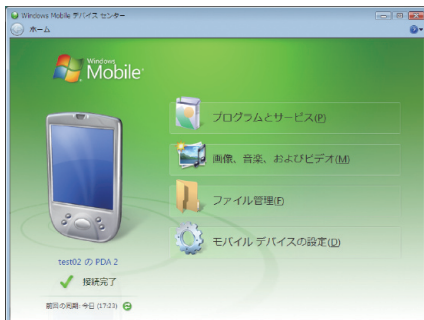 Windows Mobile デバイス センター
ホーム
Windows
Mobile
プログラムとサービス(P)
画像、音楽、およびビデオ(M)
ファイル管理(F)
モバイル デバイスの設定(D)
test02 の PDA 2
接続完了
前回の同期: 今日 (17:23)